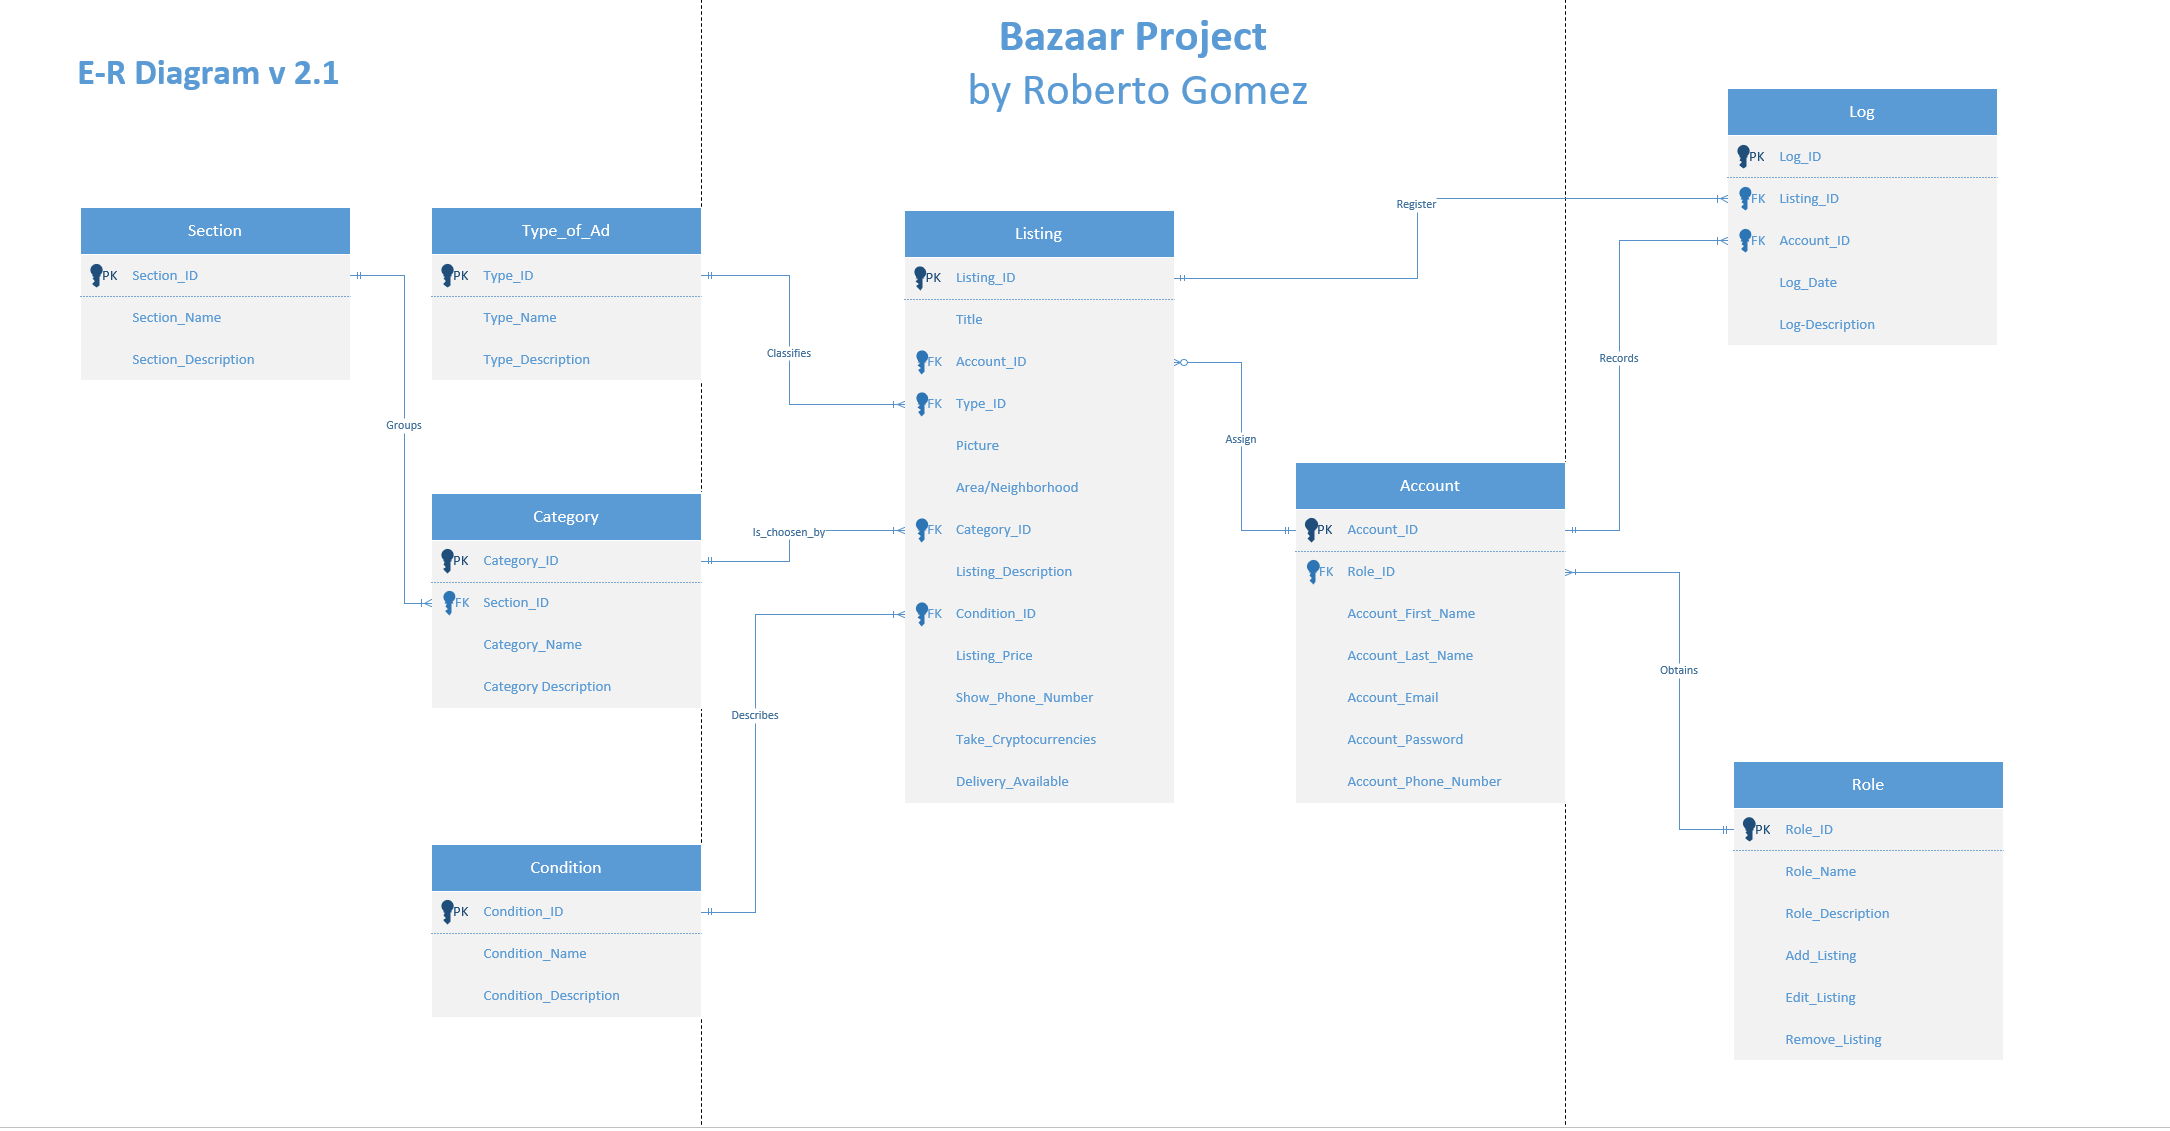 E-R Diagram v 2.1
Bazaar Project
by Roberto Gomez
Section
PK Section_ID
Section_Name
Section_Description
Type_of_Ad
PK Type_ID
Type_Name
Type_Description
Groups
Classifies
Category
PK Category_ID
FK Section_ID
Category_Name
Category Description
Is_choosen_by
Describes
Condition
PK Condition_ID
Condition_Name
Condition_Description
Listing
PK Listing_ID
Title
FK Account_ID
FK Type_ID
Picture
Area/Neighborhood
FK Category_ID
Listing_Description
FK Condition_ID
Listing_Price
Show_Phone_Number
Take_Cryptocurrencies
Delivery_Available
Register
Assign
Account
PK Account_ID
FK Role_ID
Account_First_Name
Account_Last_Name
Account_Email
Account_Password
Account_Phone_Number
Records
Obtains
Log
PK Log_ID
FK Listing_ID
FK Account_ID
Log_Date
Log-Description
Role
PK Role_ID
Role_Name
Role_Description
Add_Listing
Edit_Listing
Remove_Listing